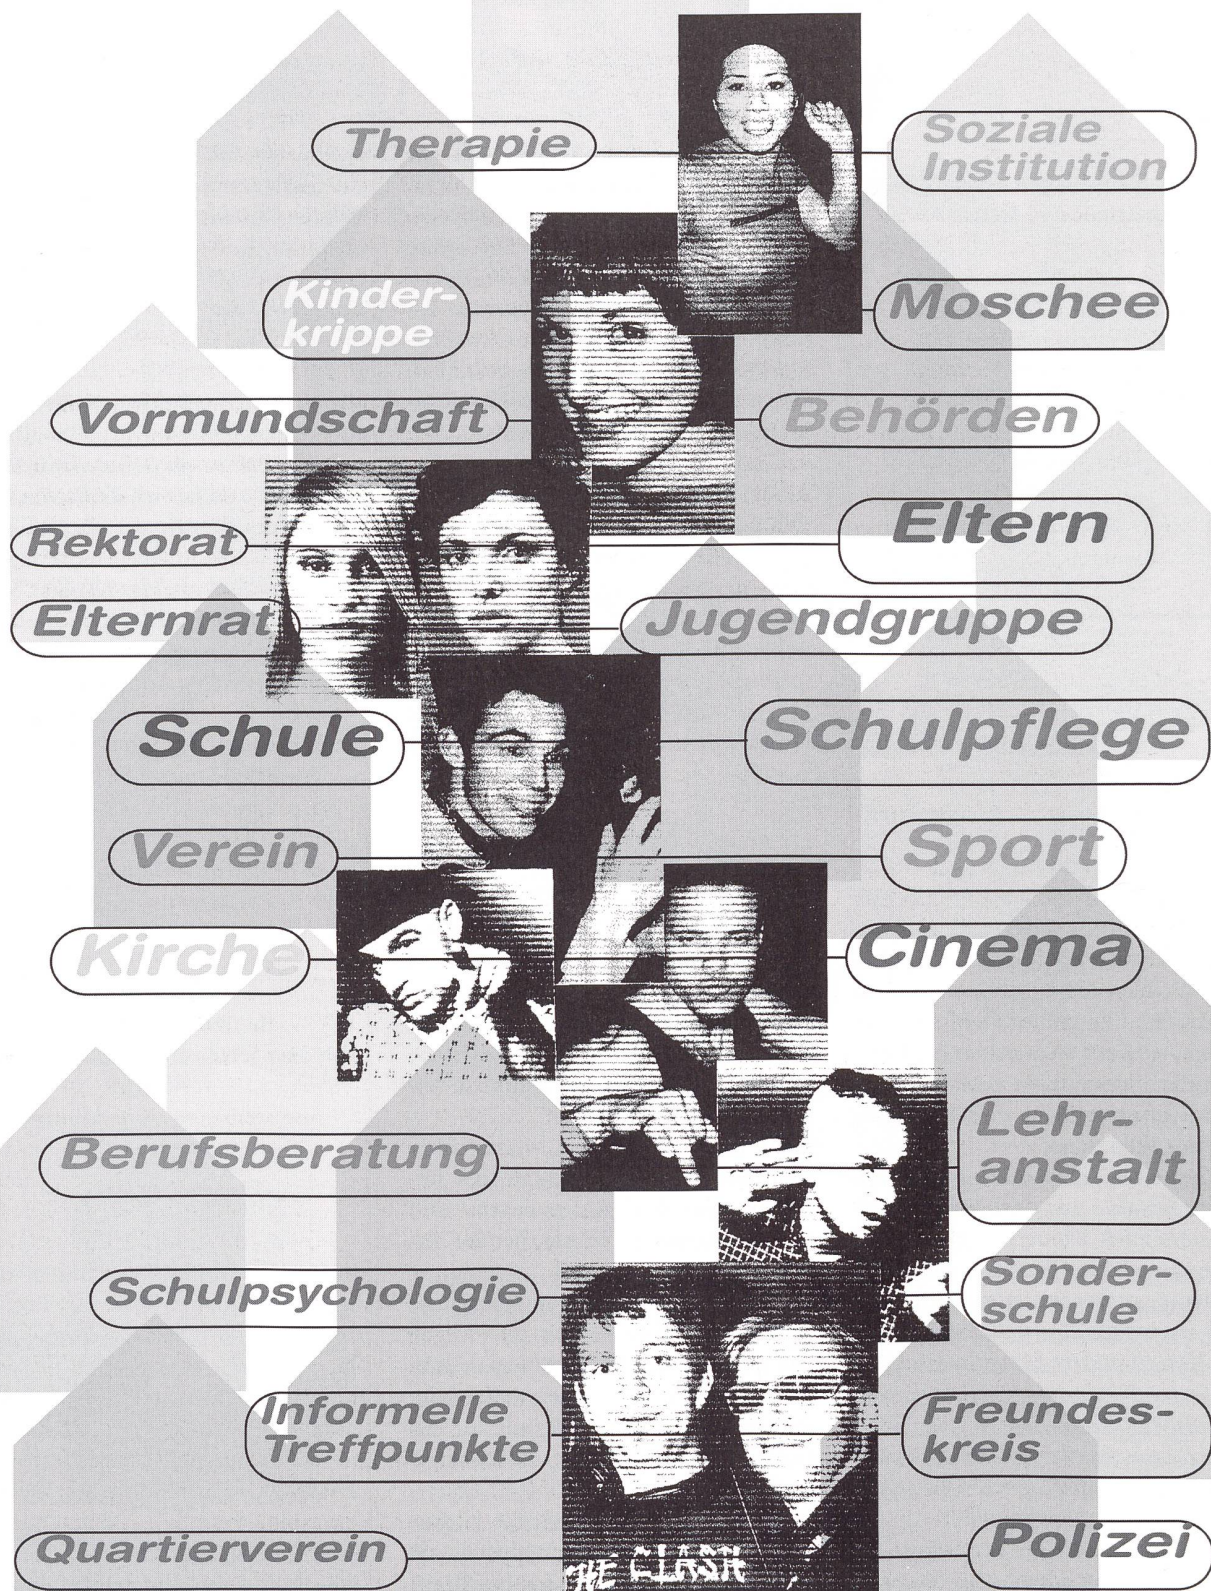 Therapie
Soziale
Institution
Kinder-
krippe
Moschee
Vormundschaft
Behörden
Rektorat
Eltern
Elternrat
Jugendgruppe
Schule
Schulpflege
Verein
Sport
Kirche
Cinema
Berufsberatung
Lehr-
anstalt
Schulpsychologie
Sonder-
schule
Informelle
Treffpunkte
Freundes-
kreis
Quartierverein
Polizei
THE CLASH